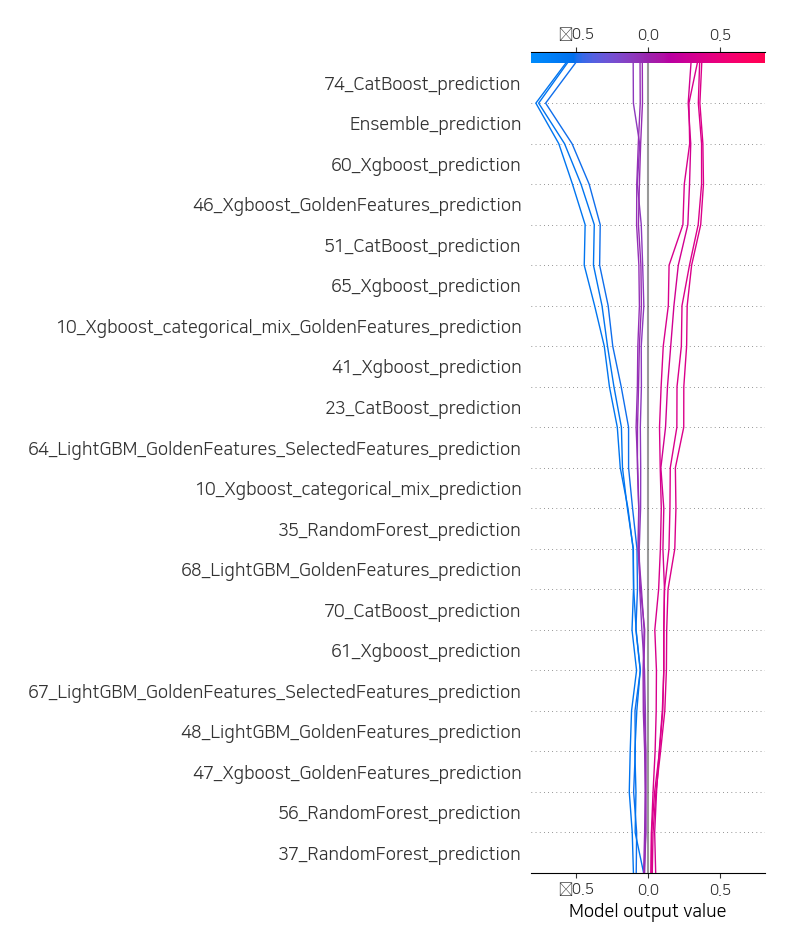 ▯0.5 0.0 0.5
74_CatBoost_prediction
Ensemble_prediction
60_Xgboost_prediction
46_Xgboost_GoldenFeatures_prediction
51_CatBoost_prediction
65_Xgboost_prediction
10_Xgboost_categorical_mix_GoldenFeatures_prediction
41_Xgboost_prediction
23_CatBoost_prediction
64_LightGBM_GoldenFeatures_SelectedFeatures_prediction
10_Xgboost_categorical_mix_prediction
35_RandomForest_prediction
68_LightGBM_GoldenFeatures_prediction
70_CatBoost_prediction
61_Xgboost_prediction
67_LightGBM_GoldenFeatures_SelectedFeatures_prediction
48_LightGBM_GoldenFeatures_prediction
47_Xgboost_GoldenFeatures_prediction
56_RandomForest_prediction
37_RandomForest_prediction
▯0.5 0.0 0.5
Model output value